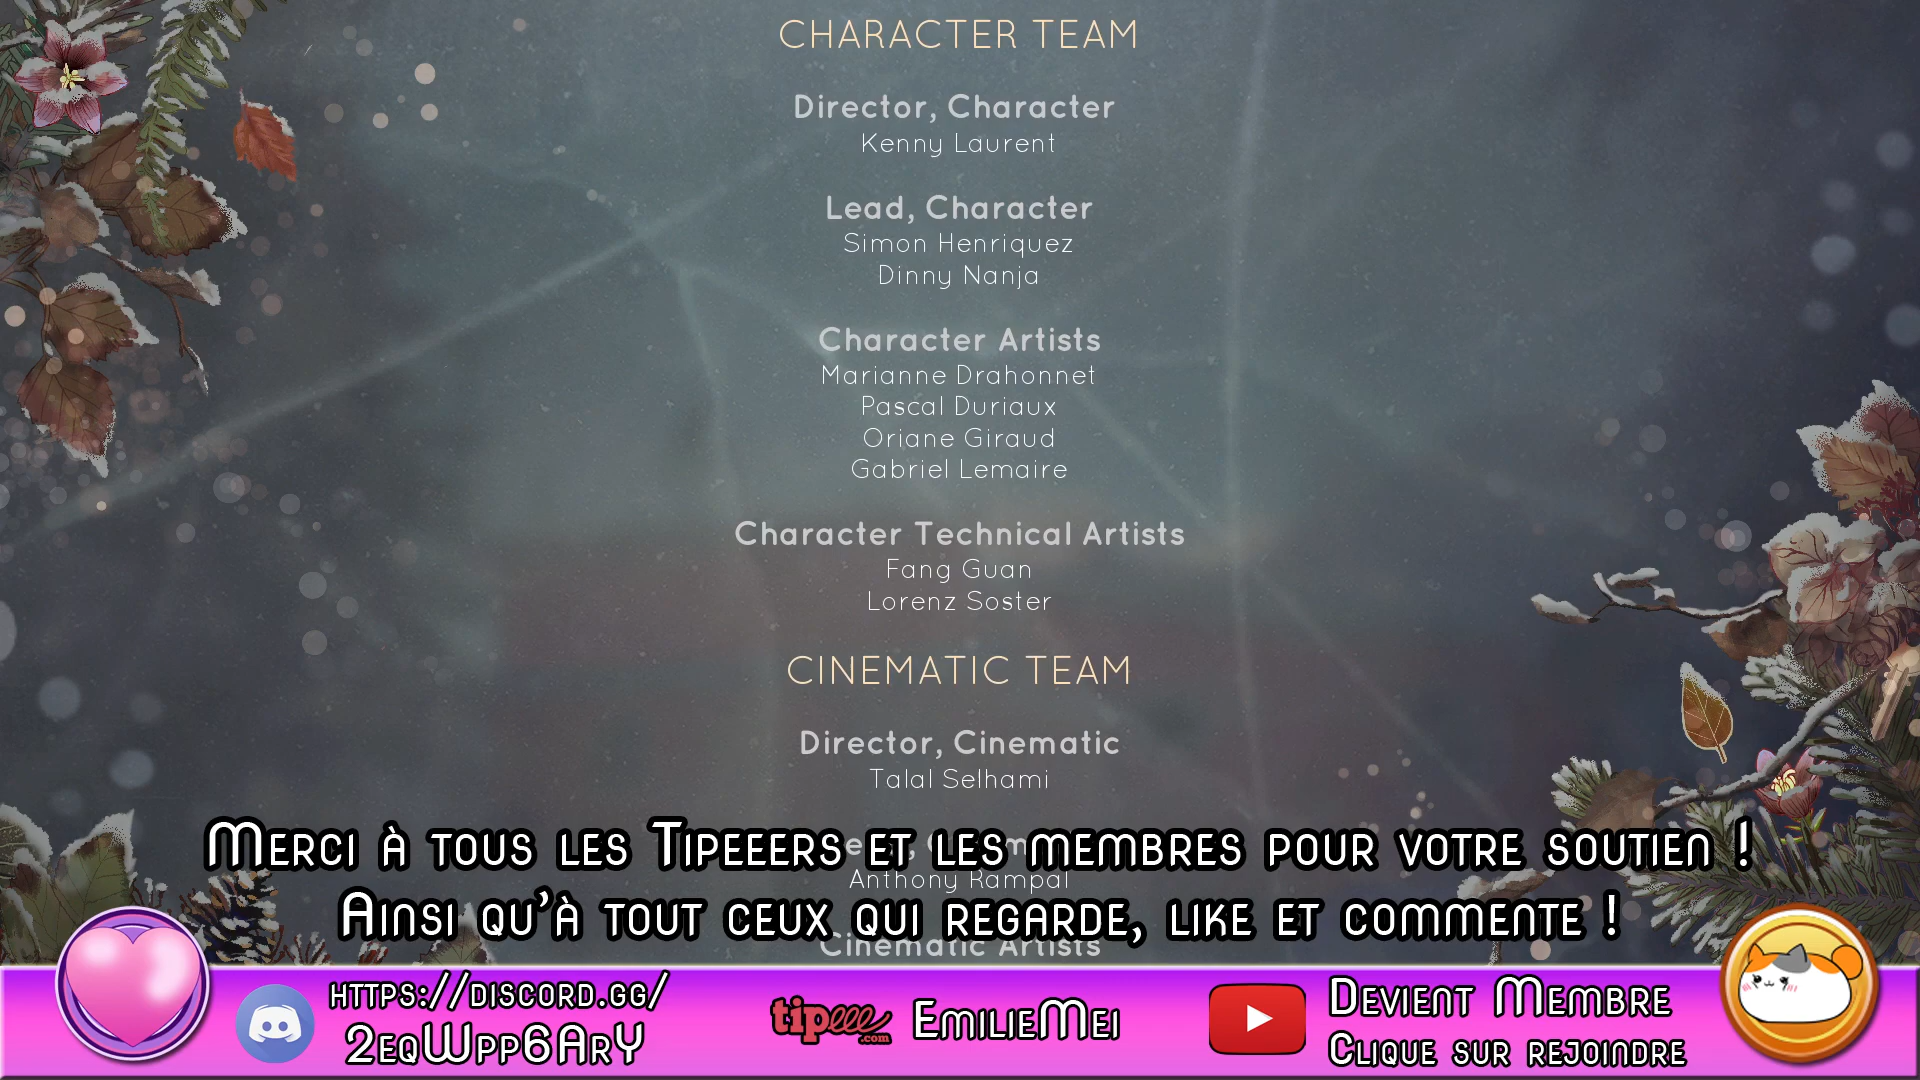 CHARACTER TEAM
Director, Character
Kenny Laurent
Lead, Character
Simon Henriquez
Dinny Nanja
Character Artists
Marianne Drahonnet
Pascal Duriaux
Oriane Giraud
Gabriel Lemaire
Character Technical Artists
Fang Guan
Lorenz Soster
CINEMATIC TEAM
Director, Cinematic
Talal Selhami
Merci à tous les Tipeeers et les membres pour votre soutien !
Anthony Rampal
Ainsi qu'à tout ceux qui regarde, like et commente !
Cinematic Artists
https://discord.gg/
2eqWpp6ArY
tipeee.com EmilieMei
Devient Membre
Clique sur rejoindre